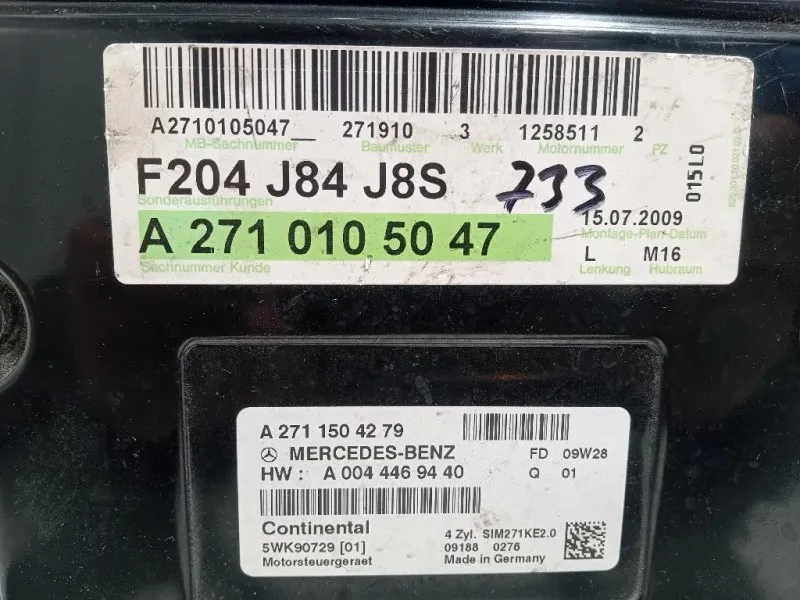 A2710105047__ 271910 3 1258511 2
MB-Sachnummer Baumuster Werk Motornummer PZ
F204 J84 J8S
733
015L0
Sonderausführungen
15.07.2009
Montage-Plan-Datum
A 271 010 50 47
L M16
Sachnummer Kunde
Lenkung Hubraum
A 271 150 42 79
MERCEDES-BENZ
FD 09W28
HW : A 004 446 94 40
Q 01
Continental
5WK90729 [01]
Motorsteuergeraet
4 Zyl. SIM271KE2.0
09188 0276
Made in Germany